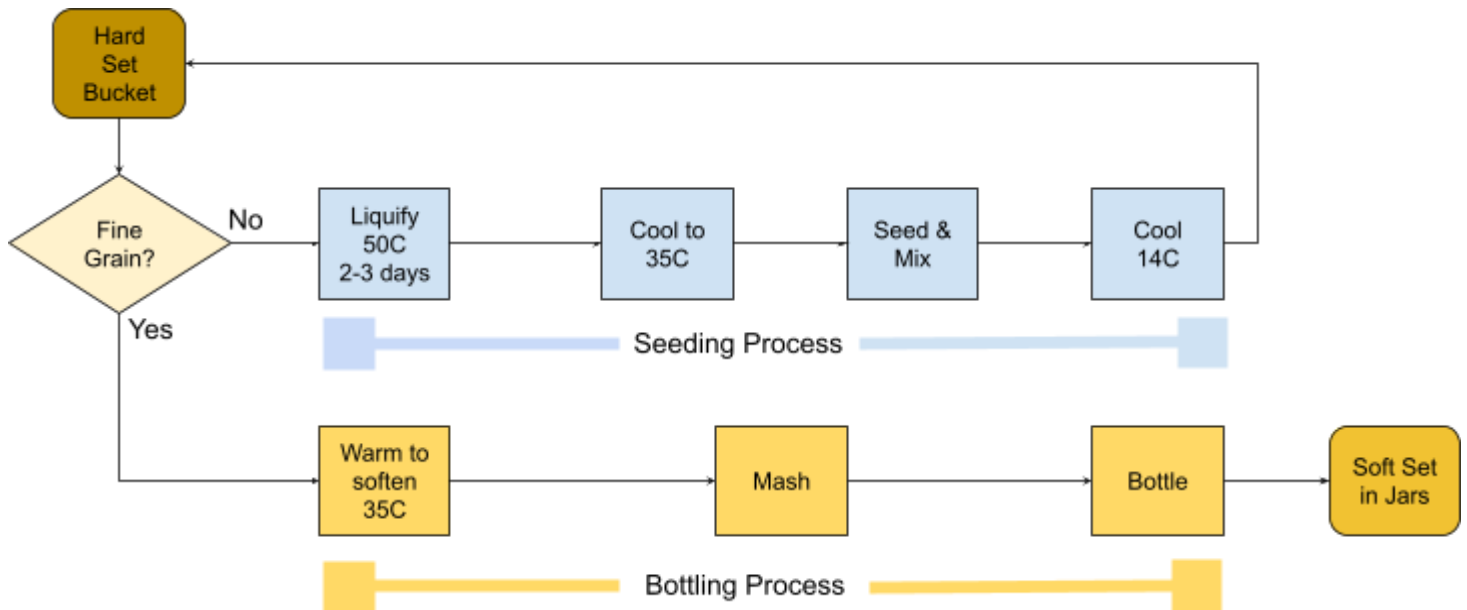 Hard
Set
Bucket
Fine
Grain?
No
Liquify
50C
2-3 days
Cool to
35C
Seed &
Mix
Cool
14C
Yes
Seeding Process
Warm to
soften
35C
Mash
Bottle
Soft Set
in Jars
Bottling Process